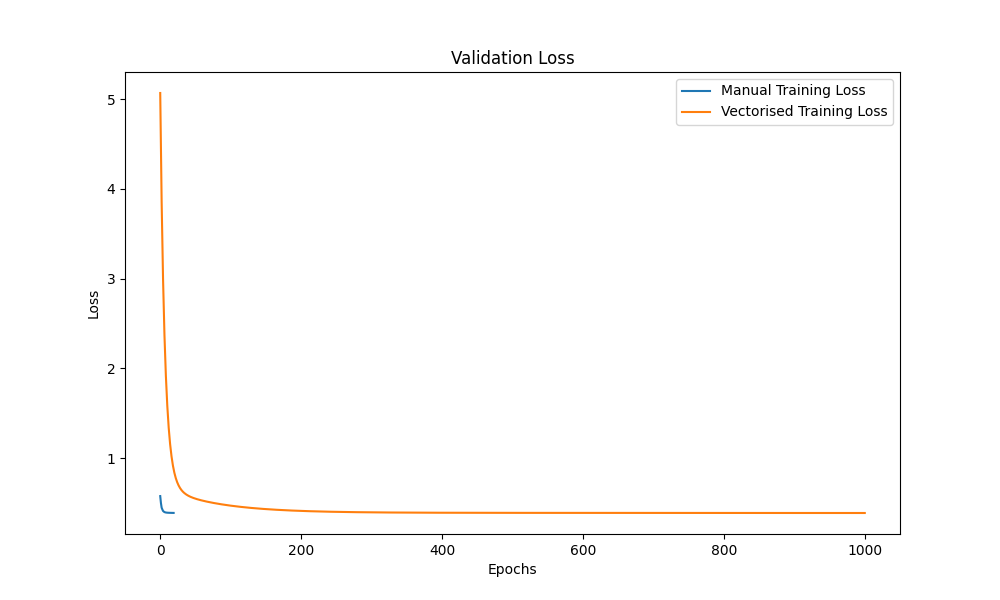 Validation Loss
Manual Training Loss
Vectorised Training Loss
5
4
3
2
1
Loss
0
200
400
600
800
1000
Epochs